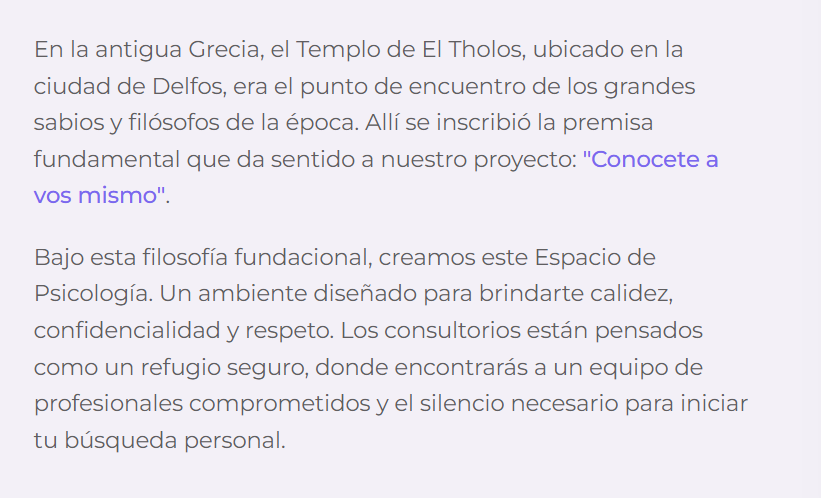 En la antigua Grecia, el Templo de El Tholos, ubicado en la
ciudad de Delfos, era el punto de encuentro de los grandes
sabios y filósofos de la época. Allí se inscribió la premisa
fundamental que da sentido a nuestro proyecto: "Conocete a
vos mismo".
Bajo esta filosofía fundacional, creamos este Espacio de
Psicología. Un ambiente diseñado para brindarte calidez,
confidencialidad y respeto. Los consultorios están pensados
como un refugio seguro, donde encontrarás a un equipo de
profesionales comprometidos y el silencio necesario para iniciar
tu búsqueda personal.